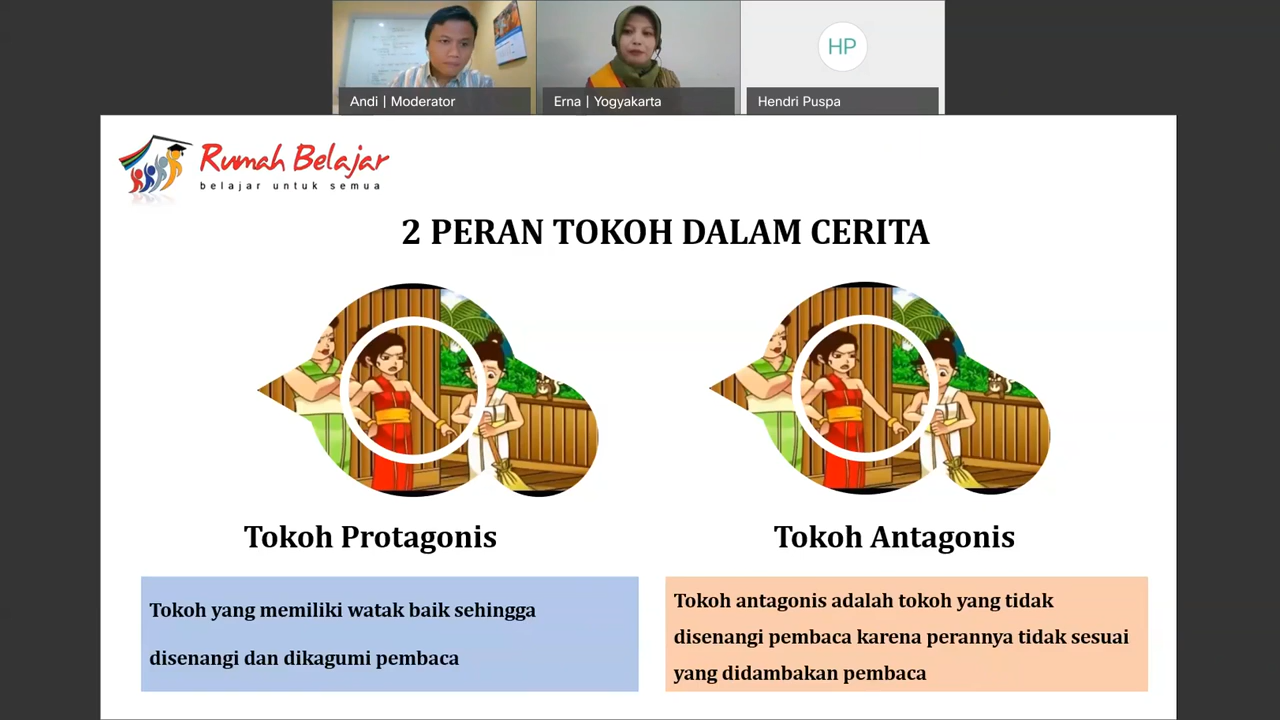 Andi | Moderator
Erna | Yogyakarta
HP
Hendri Puspa
Rumah Belajar
belajar untuk semua
2 PERAN TOKOH DALAM CERITA
Tokoh Protagonis
Tokoh Antagonis
Tokoh yang memiliki watak baik sehingga
disenangi dan dikagumi pembaca
Tokoh antagonis adalah tokoh yang tidak
disenangi pembaca karena perannya tidak sesuai
yang didambakan pembaca